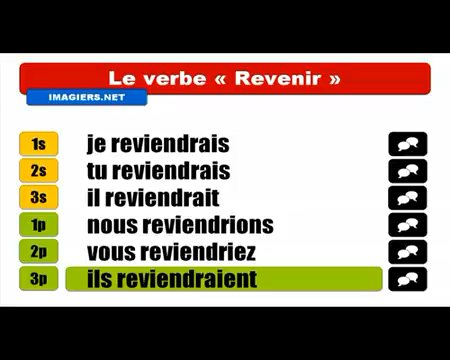 Le verbe « Revenir »
IMAGIERS.NET
1s je reviendrais
2s tu reviendrais
3s il reviendrait
1p nous reviendrions
2p vous reviendriez
3p ils reviendraient